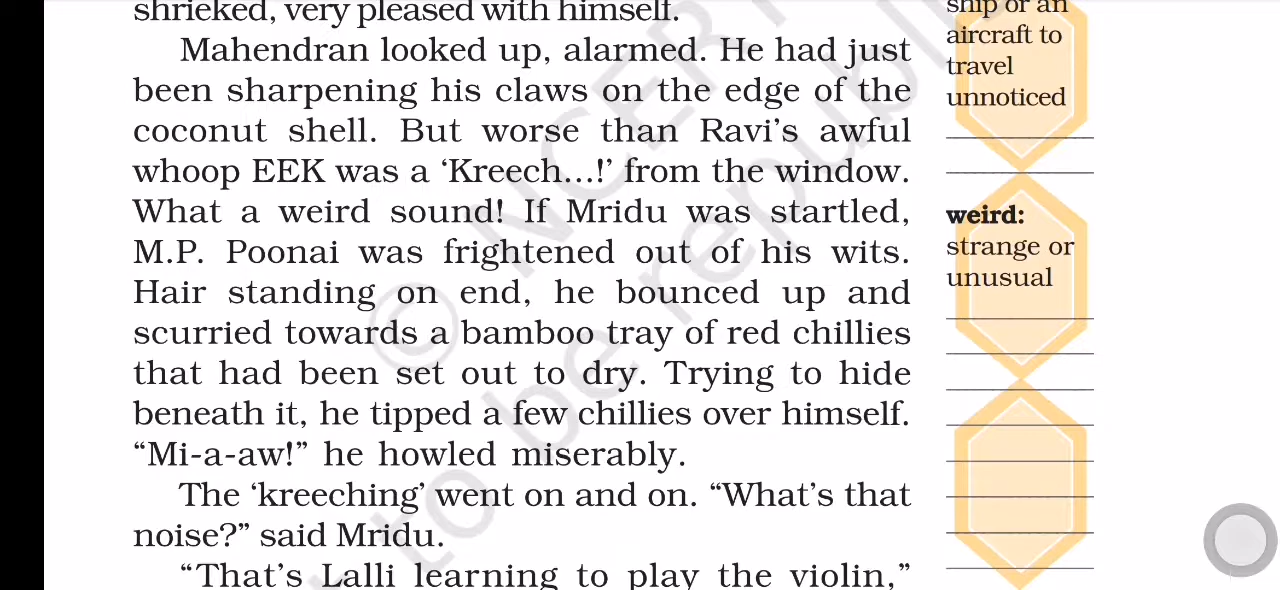 shrieked, very pleased with himself.
Mahendran looked up, alarmed. He had just
been sharpening his claws on the edge of the
coconut shell. But worse than Ravi’s awful
whoop EEK was a ‘Kreech...!’ from the window.
What a weird sound! If Mridu was startled,
M.P. Poonai was frightened out of his wits.
Hair standing on end, he bounced up and
scurried towards a bamboo tray of red chillies
that had been set out to dry. Trying to hide
beneath it, he tipped a few chillies over himself.
“Mi-a-aw!” he howled miserably.
The ‘kreeching’ went on and on. “What’s that
noise?” said Mridu.
“That’s Lalli learning to play the violin,”
ship or an
aircraft to
travel
unnoticed
weird:
strange or
unusual
© NCERT
to be republi